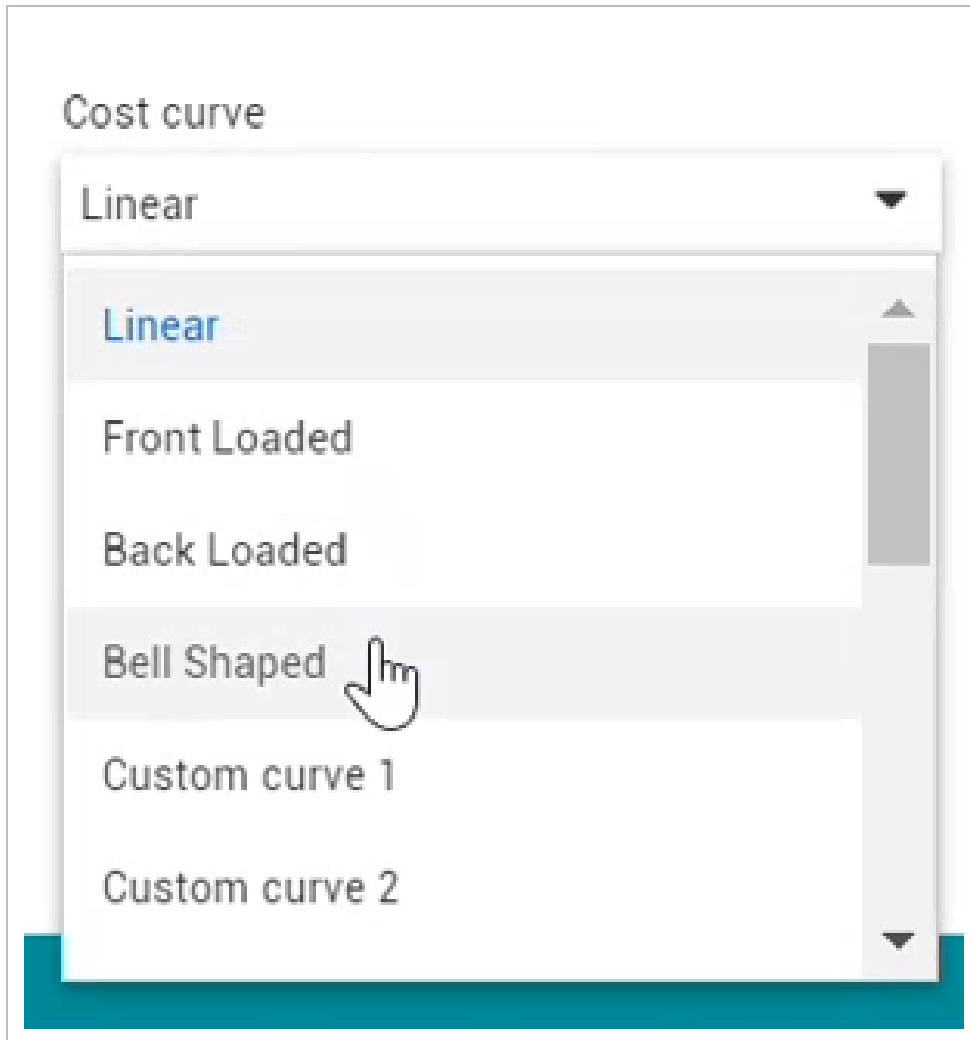 Cost curve
Linear
Linear
Front Loaded
Back Loaded
Bell Shaped
Custom curve 1
Custom curve 2